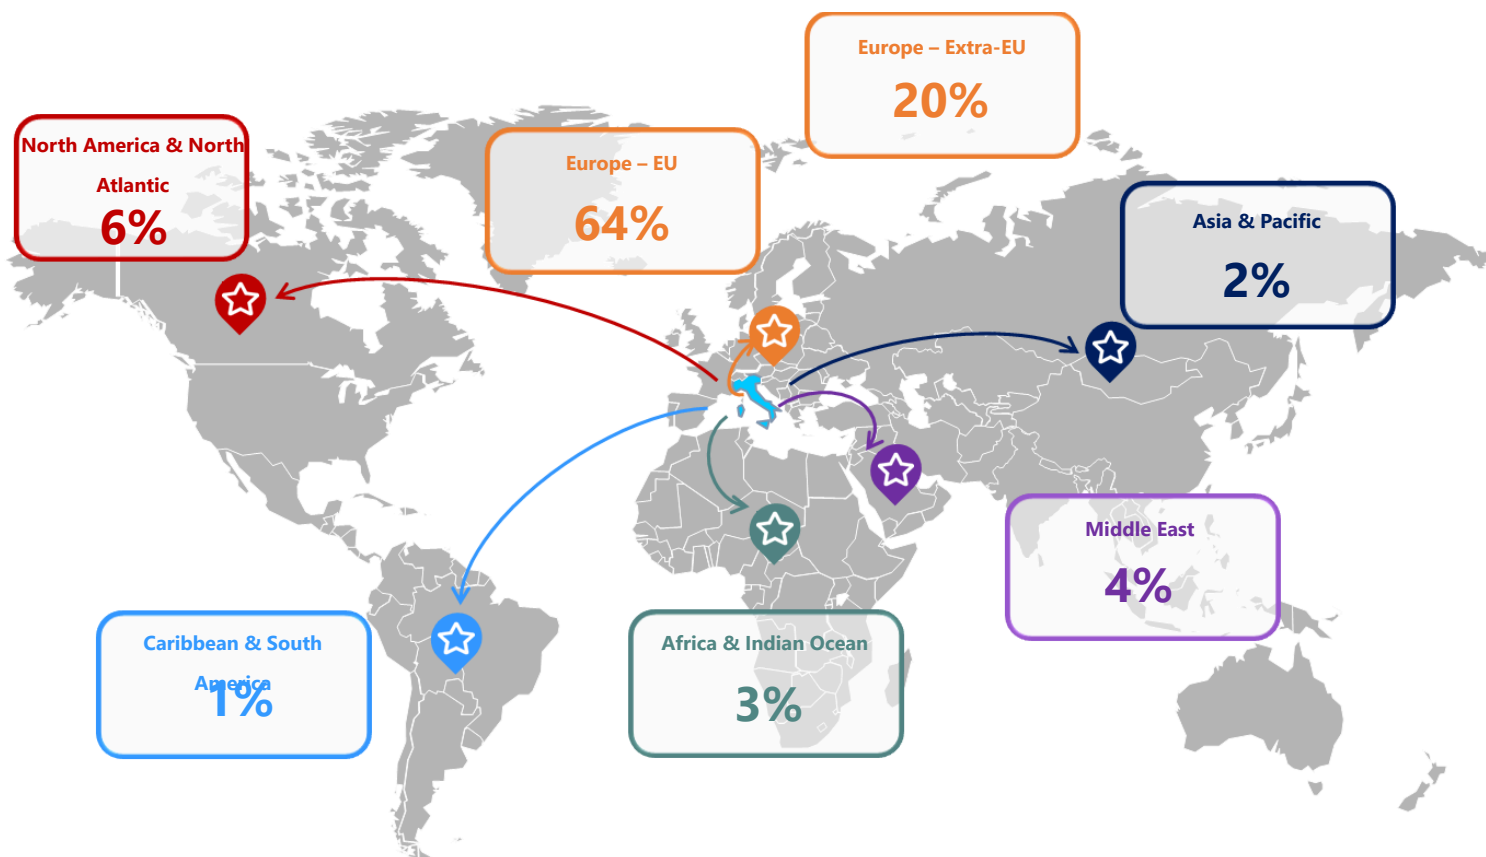 Europe – Extra-EU
20%
North America & North
Atlantic
6%
Europe – EU
64%
Asia & Pacific
2%
Middle East
4%
Caribbean & South
America
1%
Africa & Indian Ocean
3%